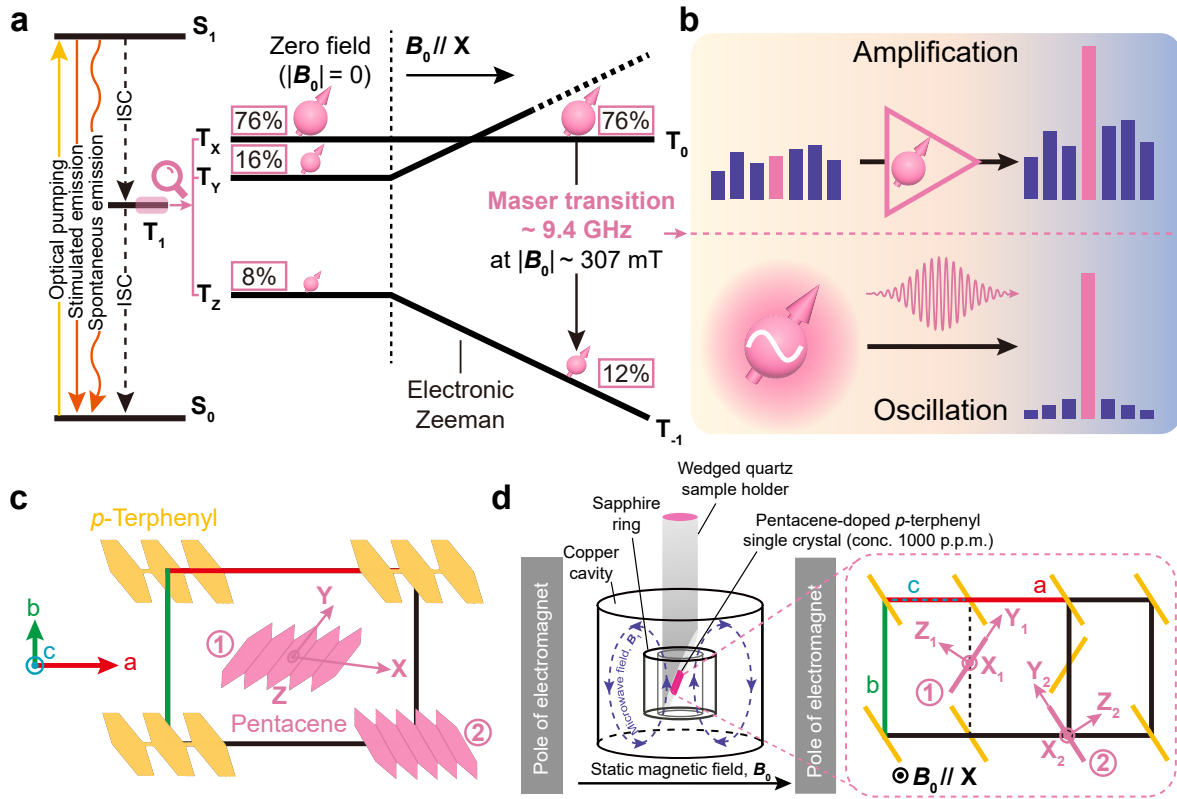 a
S₁
Optical pumping
Stimulated emission
Spontaneous emission
ISC
ISC
T₁
S₀
Zero field
(|B₀| = 0)
B₀ // X
76%
Tₓ
16%
T_Y
8%
T_Z
76%
T₀
Maser transition
~ 9.4 GHz
at |B₀| ~ 307 mT
12%
Electronic
Zeeman
T₋₁
b
Amplification
Oscillation
c
p-Terphenyl
b
c
a
Y
①
X
Z
Pentacene
②
d
Wedged quartz
sample holder
Sapphire
ring
Pentacene-doped p-terphenyl
single crystal (conc. 1000 p.p.m.)
Copper
cavity
Pole of electromagnet
Microwave field, B₁
Pole of electromagnet
Static magnetic field, B₀
c
a
Y₁
Z₁
X₁
b
①
Y₂
Z₂
X₂
②
B₀ // X